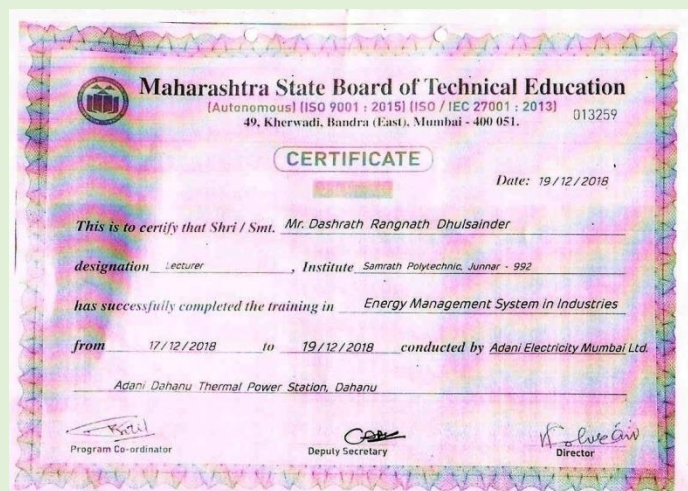 Maharashtra State Board of Technical Education
(Autonomous) (ISO 9001 : 2015) (ISO / IEC 27001 : 2013)
013259
49, Kherwadi, Bandra (East), Mumbai - 400 051.
CERTIFICATE
Date: 19/12/2018
This is to certify that Shri / Smt. Mr. Dashrath Rangnath Dhulsainder
designation Lecturer , Institute Samrath Polytechnic, Junnar - 992
has successfully completed the training in Energy Management System in Industries
from 17/12/2018 to 19/12/2018 conducted by Adani Electricity Mumbai Ltd.
Adani Dahanu Thermal Power Station, Dahanu
Program Co-ordinator Deputy Secretary Director